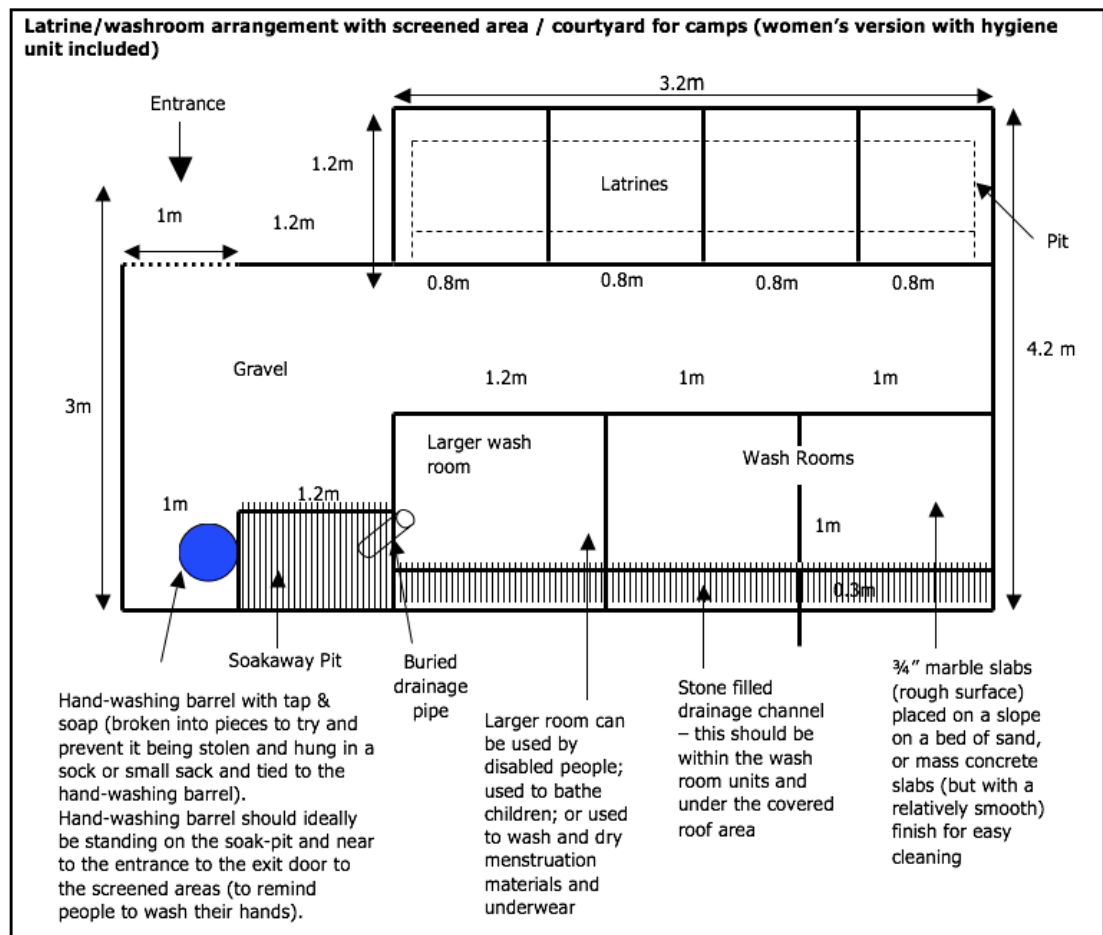 Latrine/washroom arrangement with screened area / courtyard for camps (women’s version with hygiene
unit included)
3.2m
Entrance
1.2m
Latrines
1m
1.2m
Pit
0.8m
0.8m
0.8m
0.8m
4.2 m
Gravel
1.2m
1m
1m
3m
Larger wash
room
Wash Rooms
1m
1.2m
1m
0.3m
Soakaway Pit
Buried
drainage
pipe
Hand-washing barrel with tap &
soap (broken into pieces to try and
prevent it being stolen and hung in a
sock or small sack and tied to the
hand-washing barrel).
Hand-washing barrel should ideally
be standing on the soak-pit and near
to the entrance to the exit door to
the screened areas (to remind
people to wash their hands).
Larger room can
be used by
disabled people;
used to bathe
children; or used
to wash and dry
menstruation
materials and
underwear
Stone filled
drainage channel
– this should be
within the wash
room units and
under the covered
roof area
¾” marble slabs
(rough surface)
placed on a slope
on a bed of sand,
or mass concrete
slabs (but with a
relatively smooth)
finish for easy
cleaning